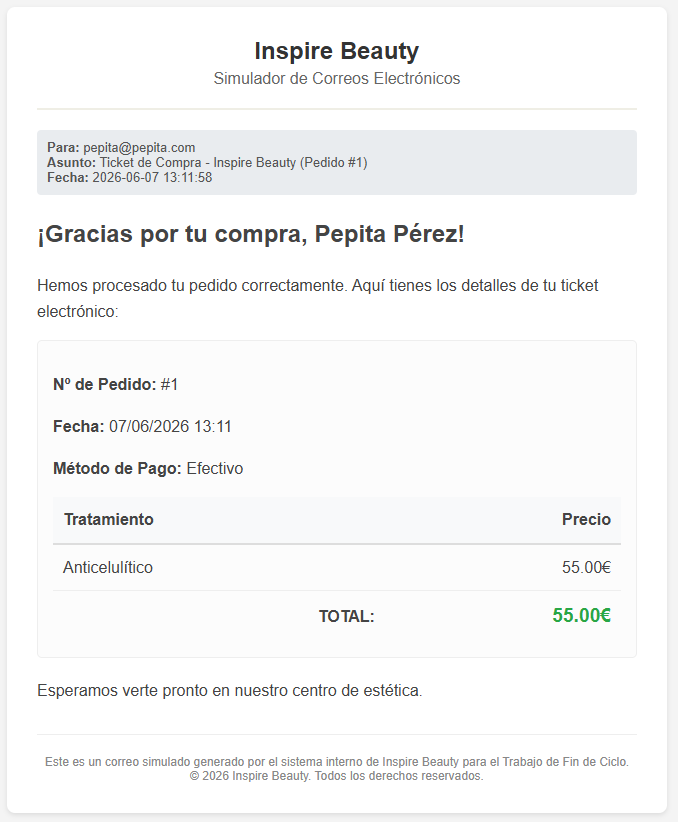 Inspire Beauty
Simulador de Correos Electrónicos
Para: pepita@pepita.com
Asunto: Ticket de Compra - Inspire Beauty (Pedido #1)
Fecha: 2026-06-07 13:11:58
¡Gracias por tu compra, Pepita Pérez!
Hemos procesado tu pedido correctamente. Aquí tienes los detalles de tu ticket
electrónico:
Nº de Pedido: #1
Fecha: 07/06/2026 13:11
Método de Pago: Efectivo
Tratamiento Precio
Anticelulítico 55.00€
TOTAL: 55.00€
Esperamos verte pronto en nuestro centro de estética.
Este es un correo simulado generado por el sistema interno de Inspire Beauty para el Trabajo de Fin de Ciclo.
© 2026 Inspire Beauty. Todos los derechos reservados.